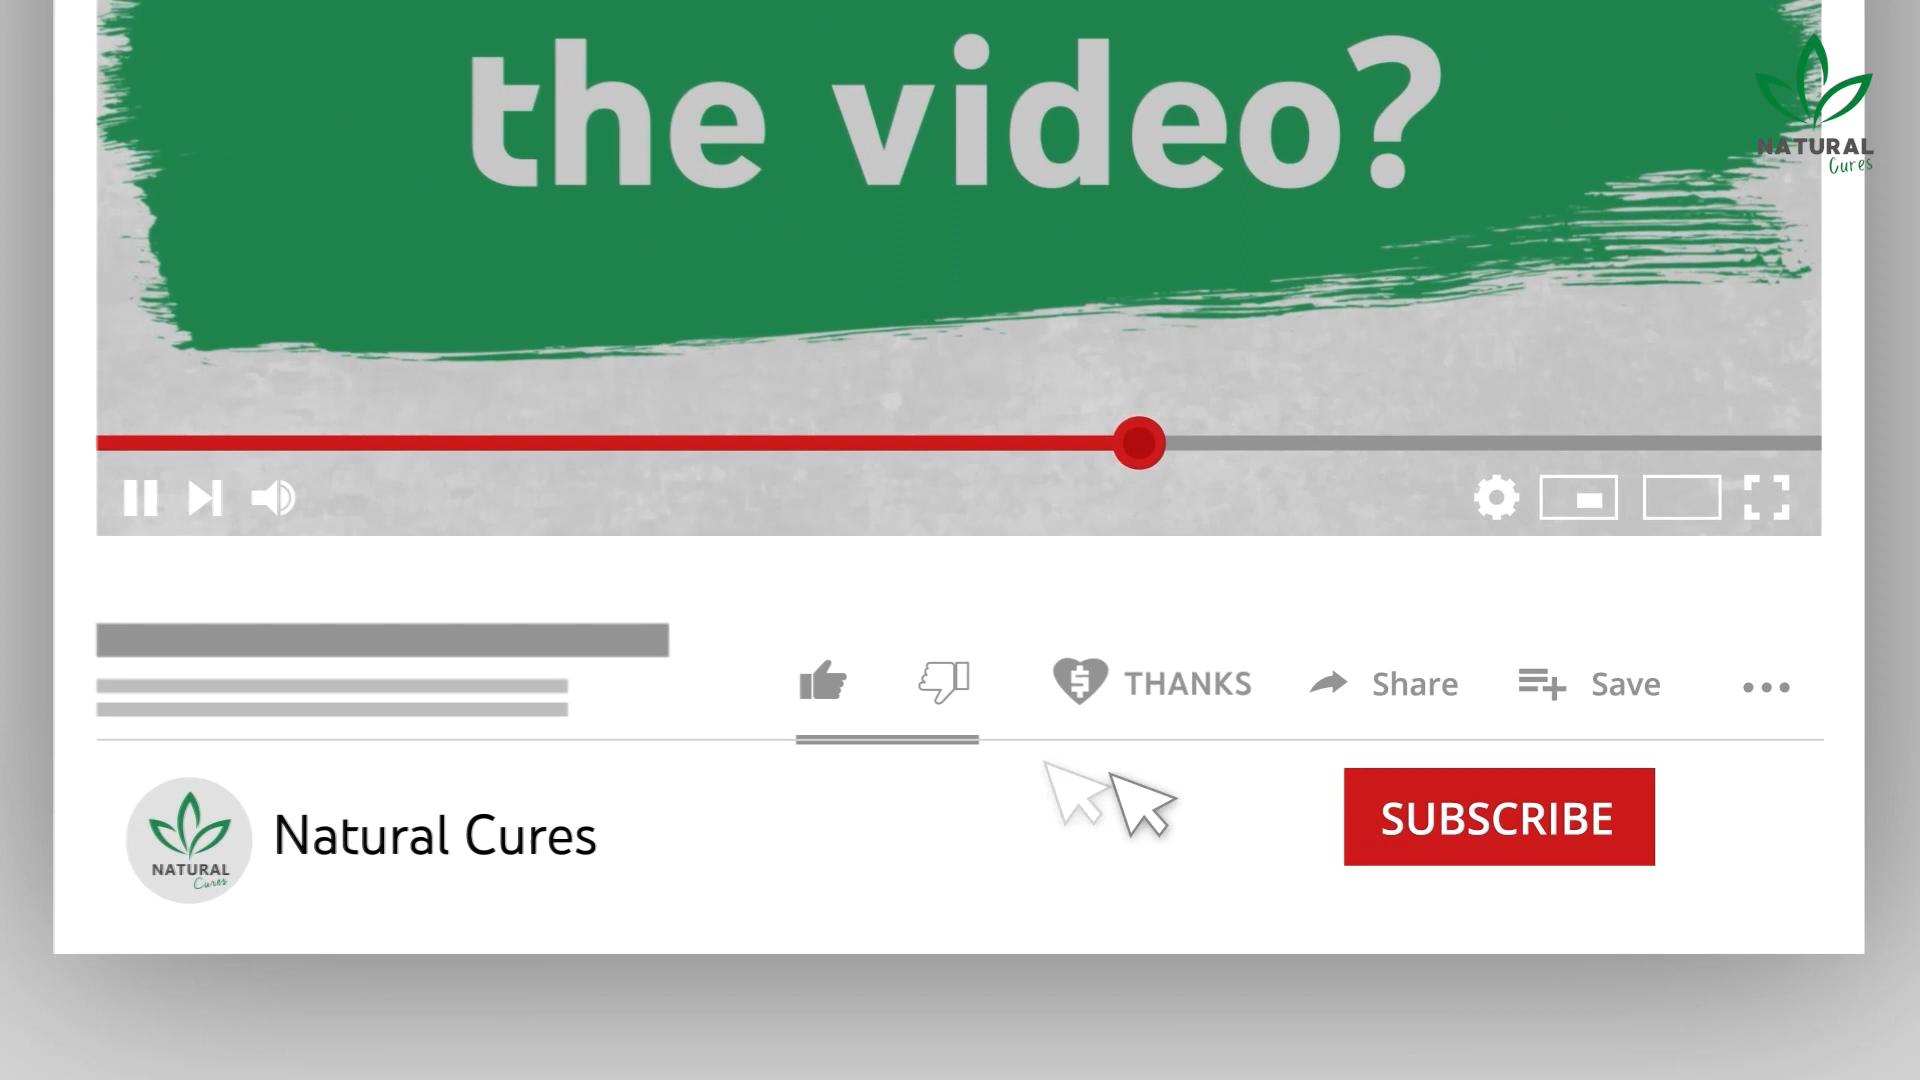 the video?
NATURAL
Cures
THANKS
Share
Save
NATURAL
Cures
Natural Cures
SUBSCRIBE